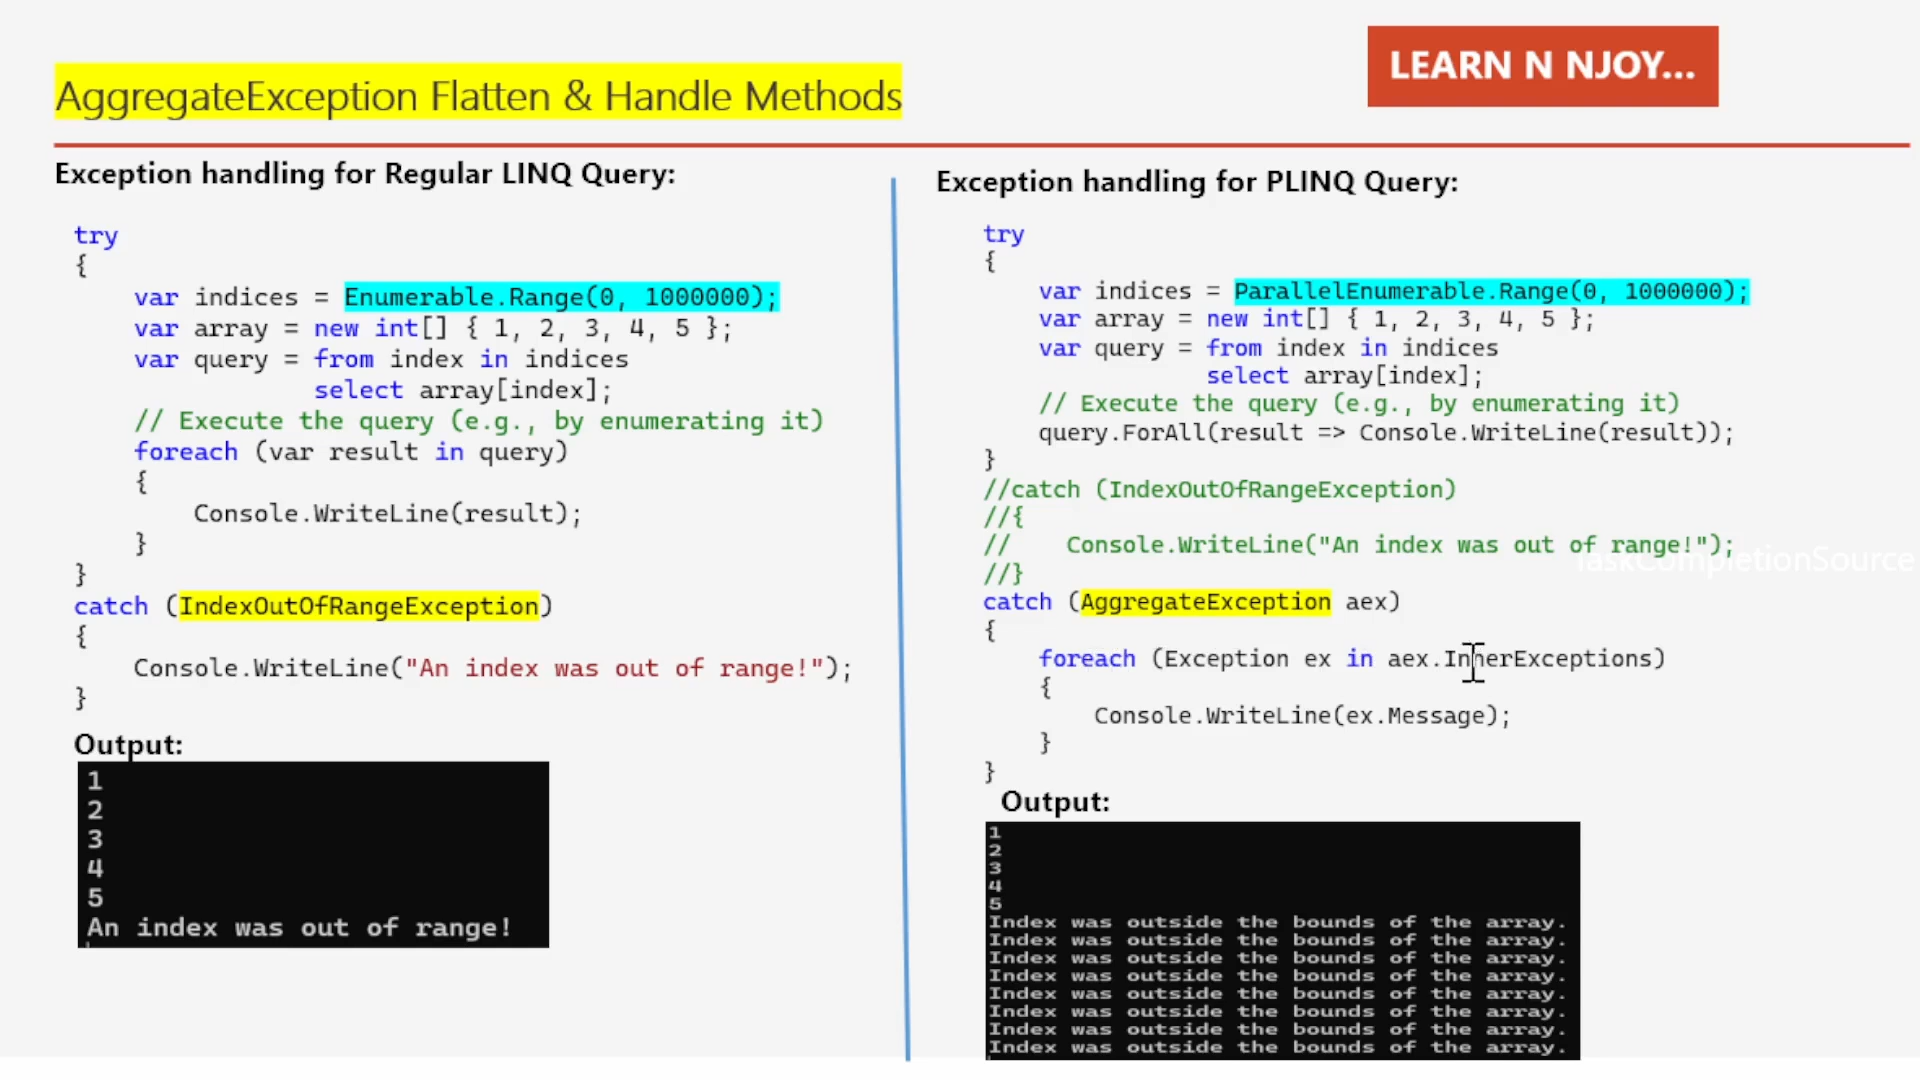 LEARN N NJOY...
AggregateException Flatten & Handle Methods
Exception handling for Regular LINQ Query:
try
{
    var indices = Enumerable.Range(0, 1000000);
    var array = new int[] { 1, 2, 3, 4, 5 };
    var query = from index in indices
                select array[index];
    // Execute the query (e.g., by enumerating it)
    foreach (var result in query)
    {
        Console.WriteLine(result);
    }
}
catch (IndexOutOfRangeException)
{
    Console.WriteLine("An index was out of range!");
}
Output:
1
2
3
4
5
An index was out of range!
Exception handling for PLINQ Query:
try
{
    var indices = ParallelEnumerable.Range(0, 1000000);
    var array = new int[] { 1, 2, 3, 4, 5 };
    var query = from index in indices
                select array[index];
    // Execute the query (e.g., by enumerating it)
    query.ForAll(result => Console.WriteLine(result));
}
//catch (IndexOutOfRangeException)
//{
//    Console.WriteLine("An index was out of range!");
//}
TaskCompletionSource
catch (AggregateException aex)
{
    foreach (Exception ex in aex.InnerExceptions)
    {
        Console.WriteLine(ex.Message);
    }
}
Output:
1
2
3
4
5
Index was outside the bounds of the array.
Index was outside the bounds of the array.
Index was outside the bounds of the array.
Index was outside the bounds of the array.
Index was outside the bounds of the array.
Index was outside the bounds of the array.
Index was outside the bounds of the array.
Index was outside the bounds of the array.